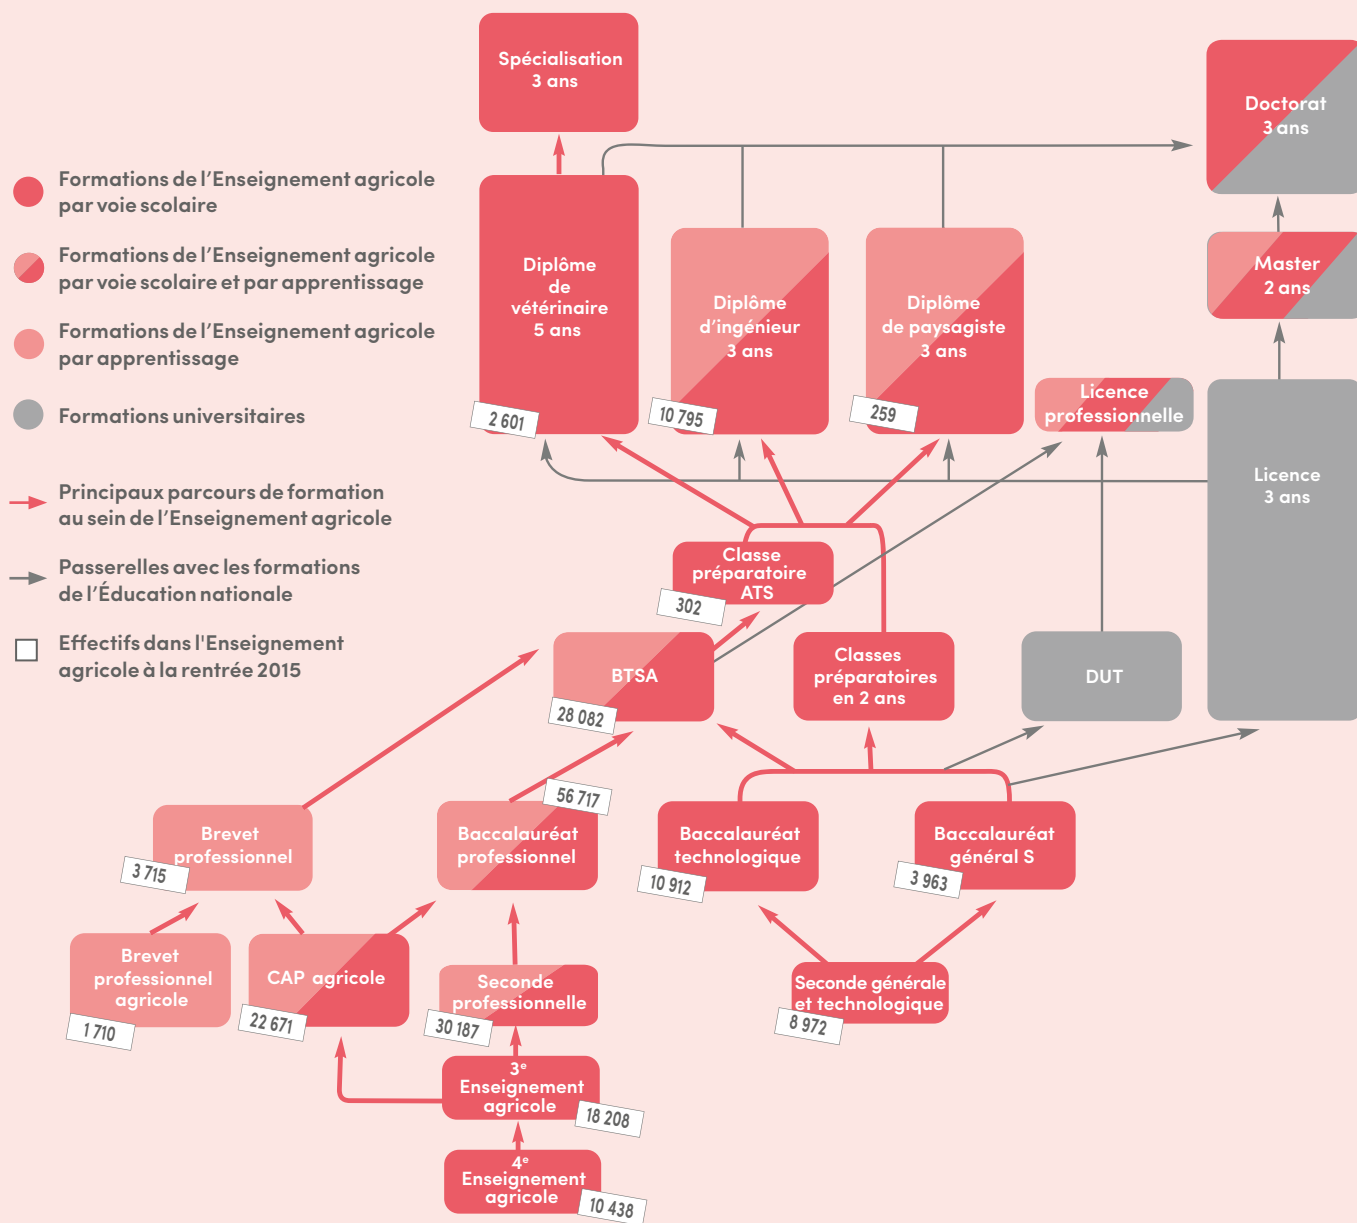 Spécialisation
3 ans
Doctorat
3 ans
Formations de l’Enseignement agricole
par voie scolaire
Formations de l’Enseignement agricole
par voie scolaire et par apprentissage
Formations de l’Enseignement agricole
par apprentissage
Formations universitaires
Principaux parcours de formation
au sein de l’Enseignement agricole
Passerelles avec les formations
de l’Éducation nationale
Effectifs dans l'Enseignement
agricole à la rentrée 2015
Diplôme
de
vétérinaire
5 ans
2 601
Diplôme
d’ingénieur
3 ans
10 795
Diplôme
de paysagiste
3 ans
259
Master
2 ans
Licence
professionnelle
Licence
3 ans
Classe
préparatoire
ATS
302
BTSA
28 082
Classes
préparatoires
en 2 ans
DUT
Brevet
professionnel
3 715
Baccalauréat
professionnel
56 717
Baccalauréat
technologique
10 912
Baccalauréat
général S
3 963
Brevet
professionnel
agricole
1 710
CAP agricole
22 671
Seconde
professionnelle
30 187
Seconde générale
et technologique
8 972
3e
Enseignement
agricole
18 208
4e
Enseignement
agricole
10 438